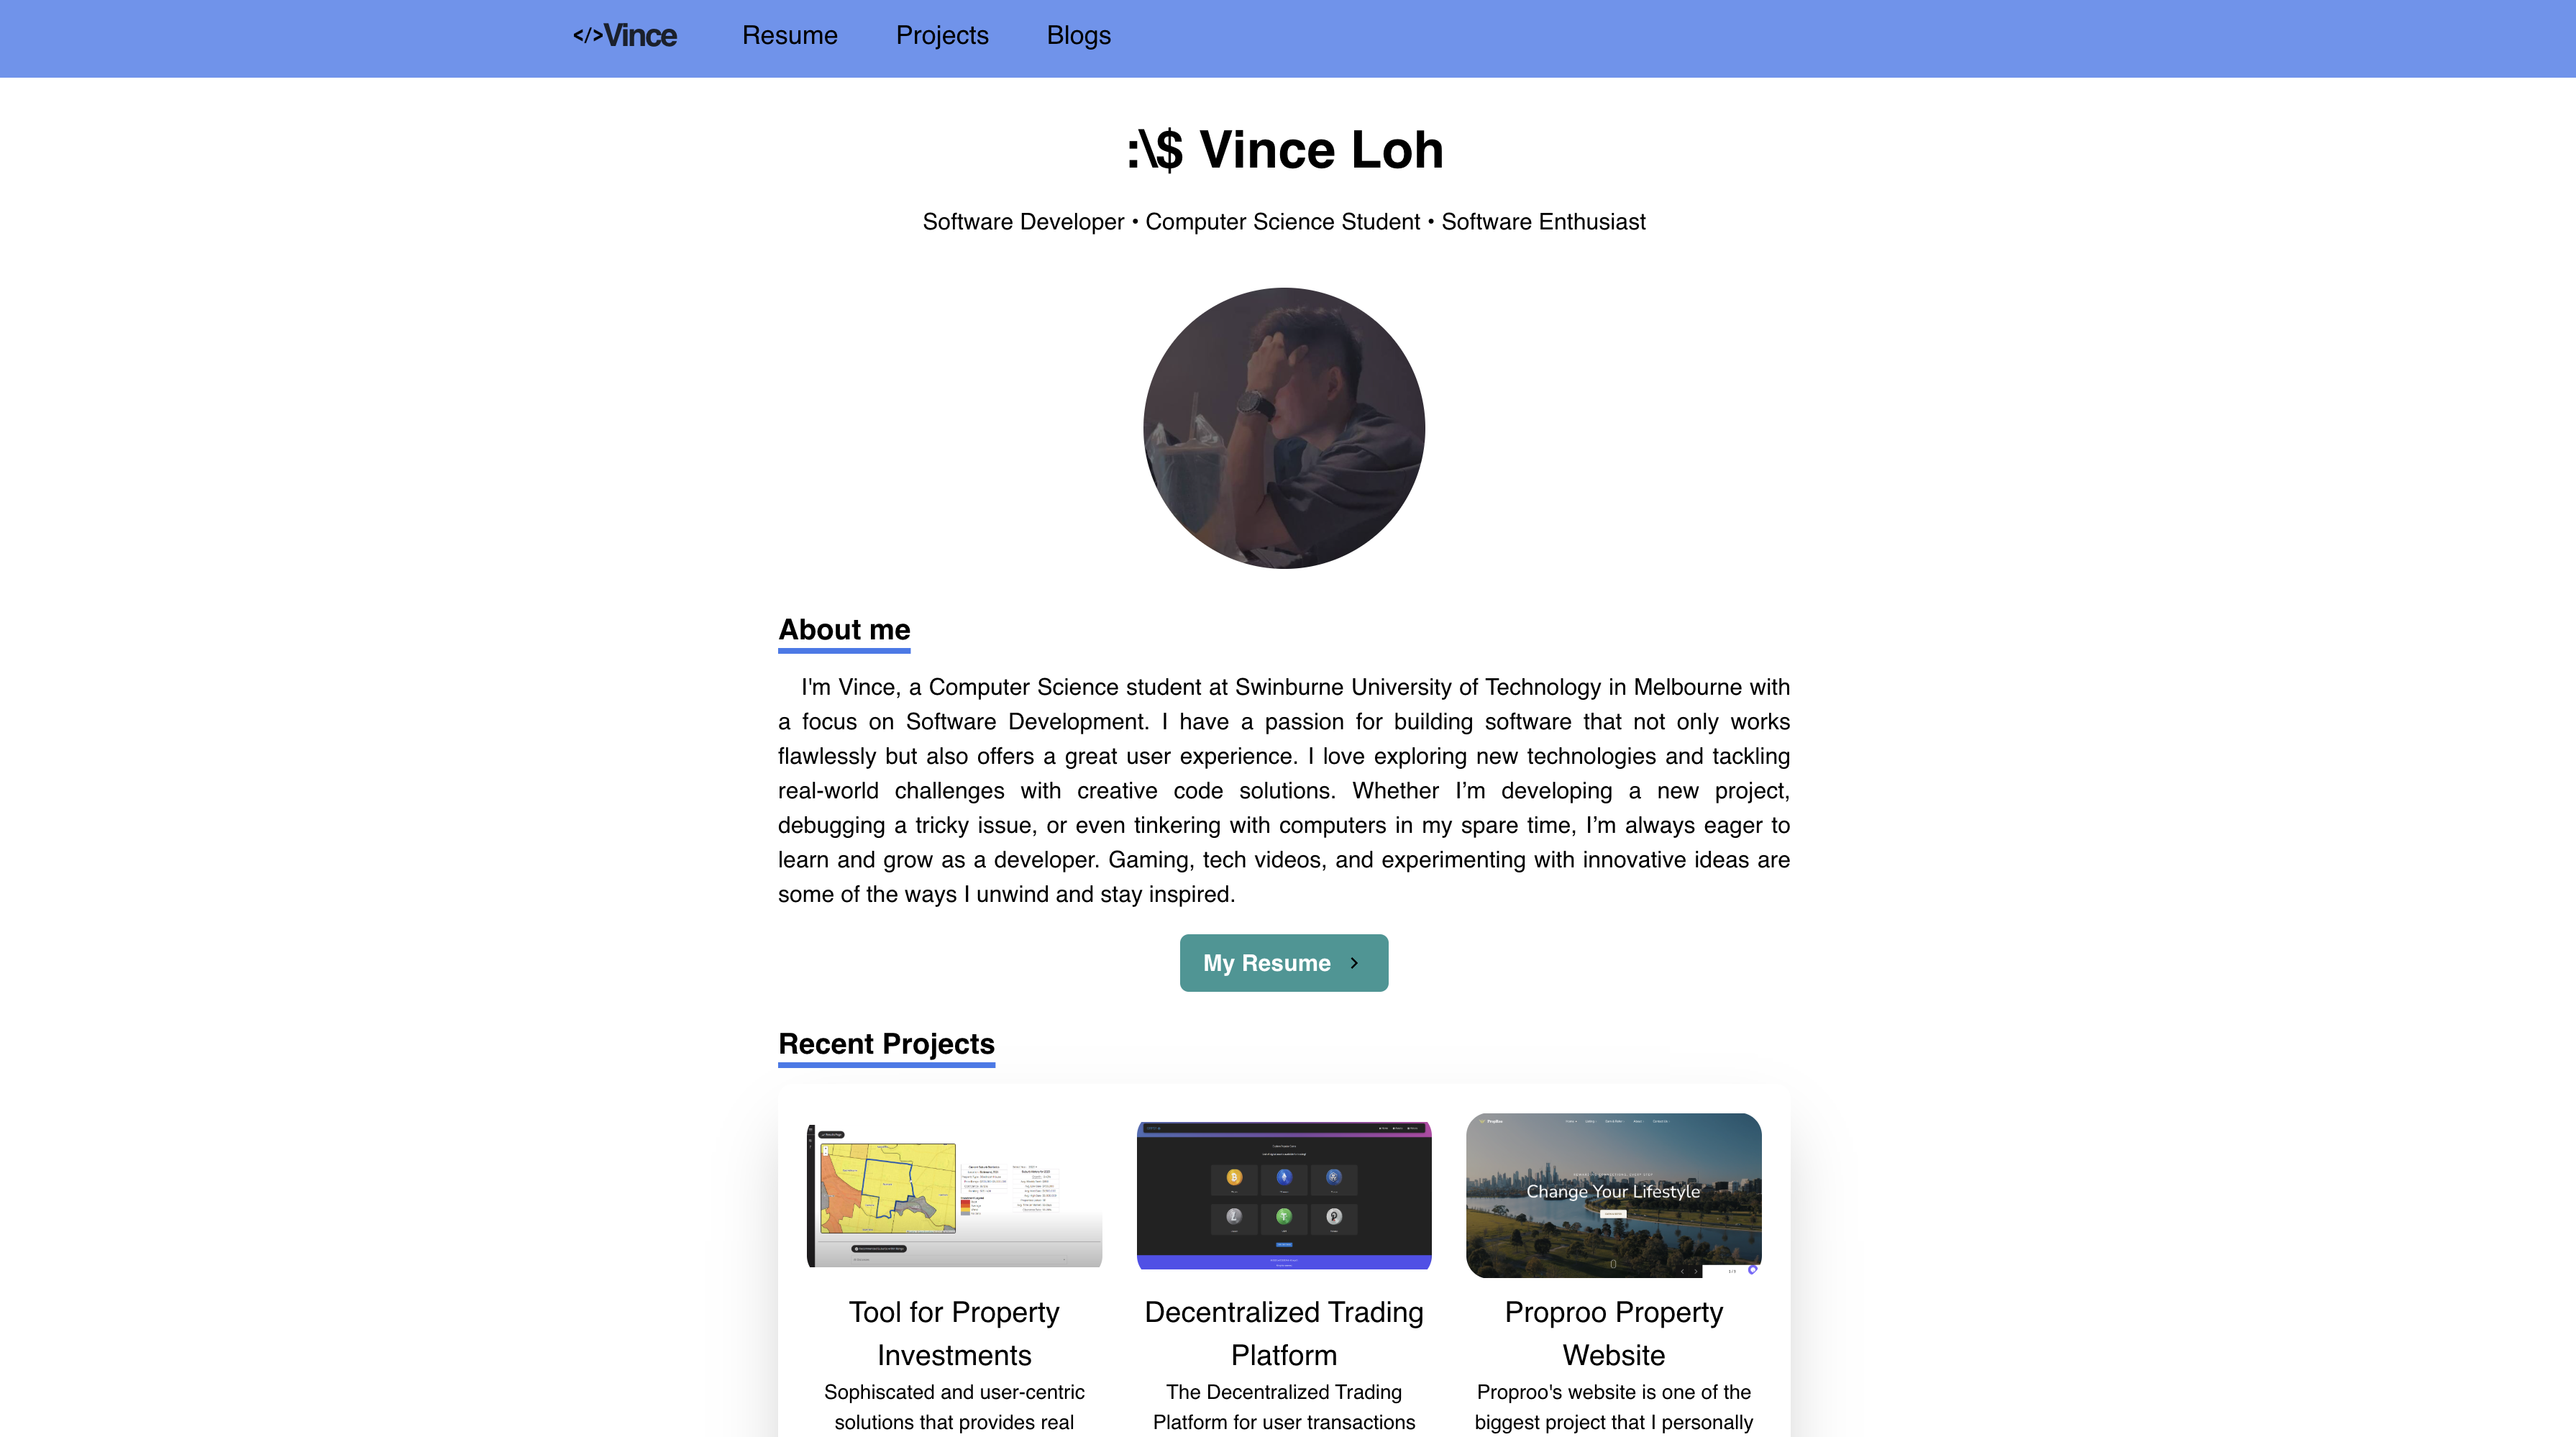 </>Vince Resume Projects Blogs
:\$ Vince Loh
Software Developer • Computer Science Student • Software Enthusiast
About me
I'm Vince, a Computer Science student at Swinburne University of Technology in Melbourne with
a focus on Software Development. I have a passion for building software that not only works
flawlessly but also offers a great user experience. I love exploring new technologies and tackling
real-world challenges with creative code solutions. Whether I’m developing a new project,
debugging a tricky issue, or even tinkering with computers in my spare time, I’m always eager to
learn and grow as a developer. Gaming, tech videos, and experimenting with innovative ideas are
some of the ways I unwind and stay inspired.
My Resume
Recent Projects
Change Your Lifestyle
Tool for Property
Investments
Sophiscated and user-centric
solutions that provides real
Decentralized Trading
Platform
The Decentralized Trading
Platform for user transactions
Proproo Property
Website
Proproo's website is one of the
biggest project that I personally